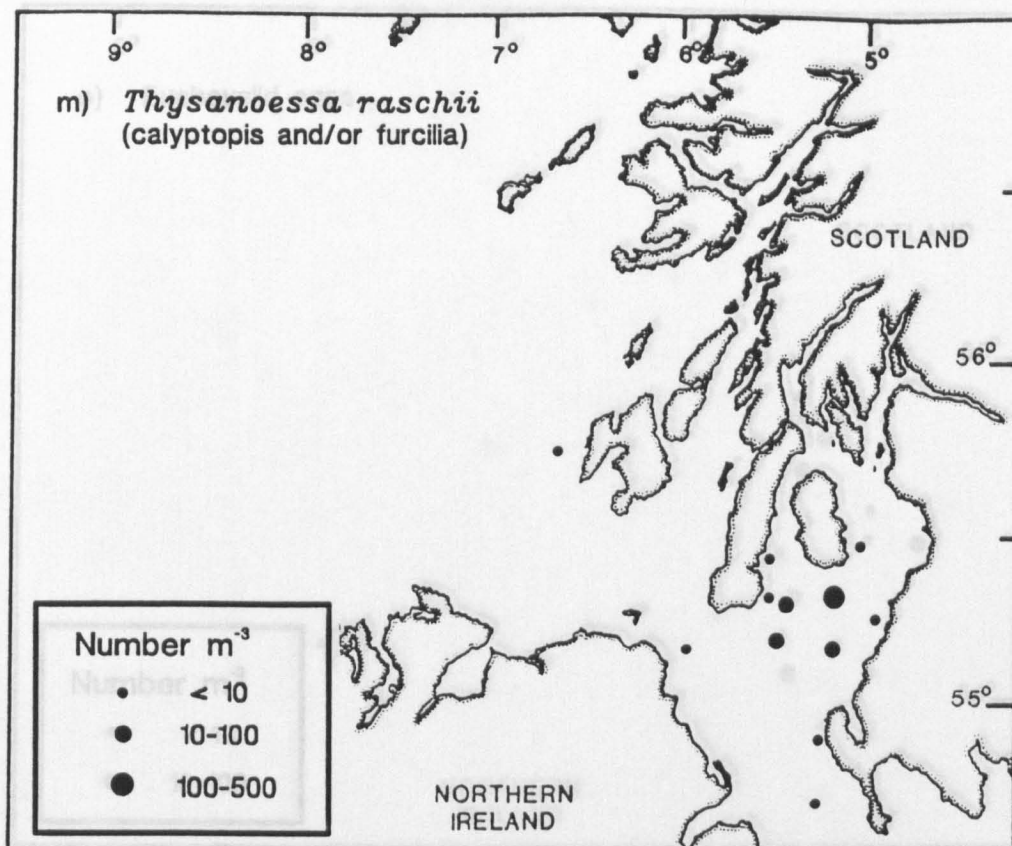 9° 8° 7° 6° 5°
m) Thysanoessa raschii
(calyptopis and/or furcilia)
SCOTLAND
56°
55°
Number m⁻³
< 10
10-100
100-500
NORTHERN
IRELAND